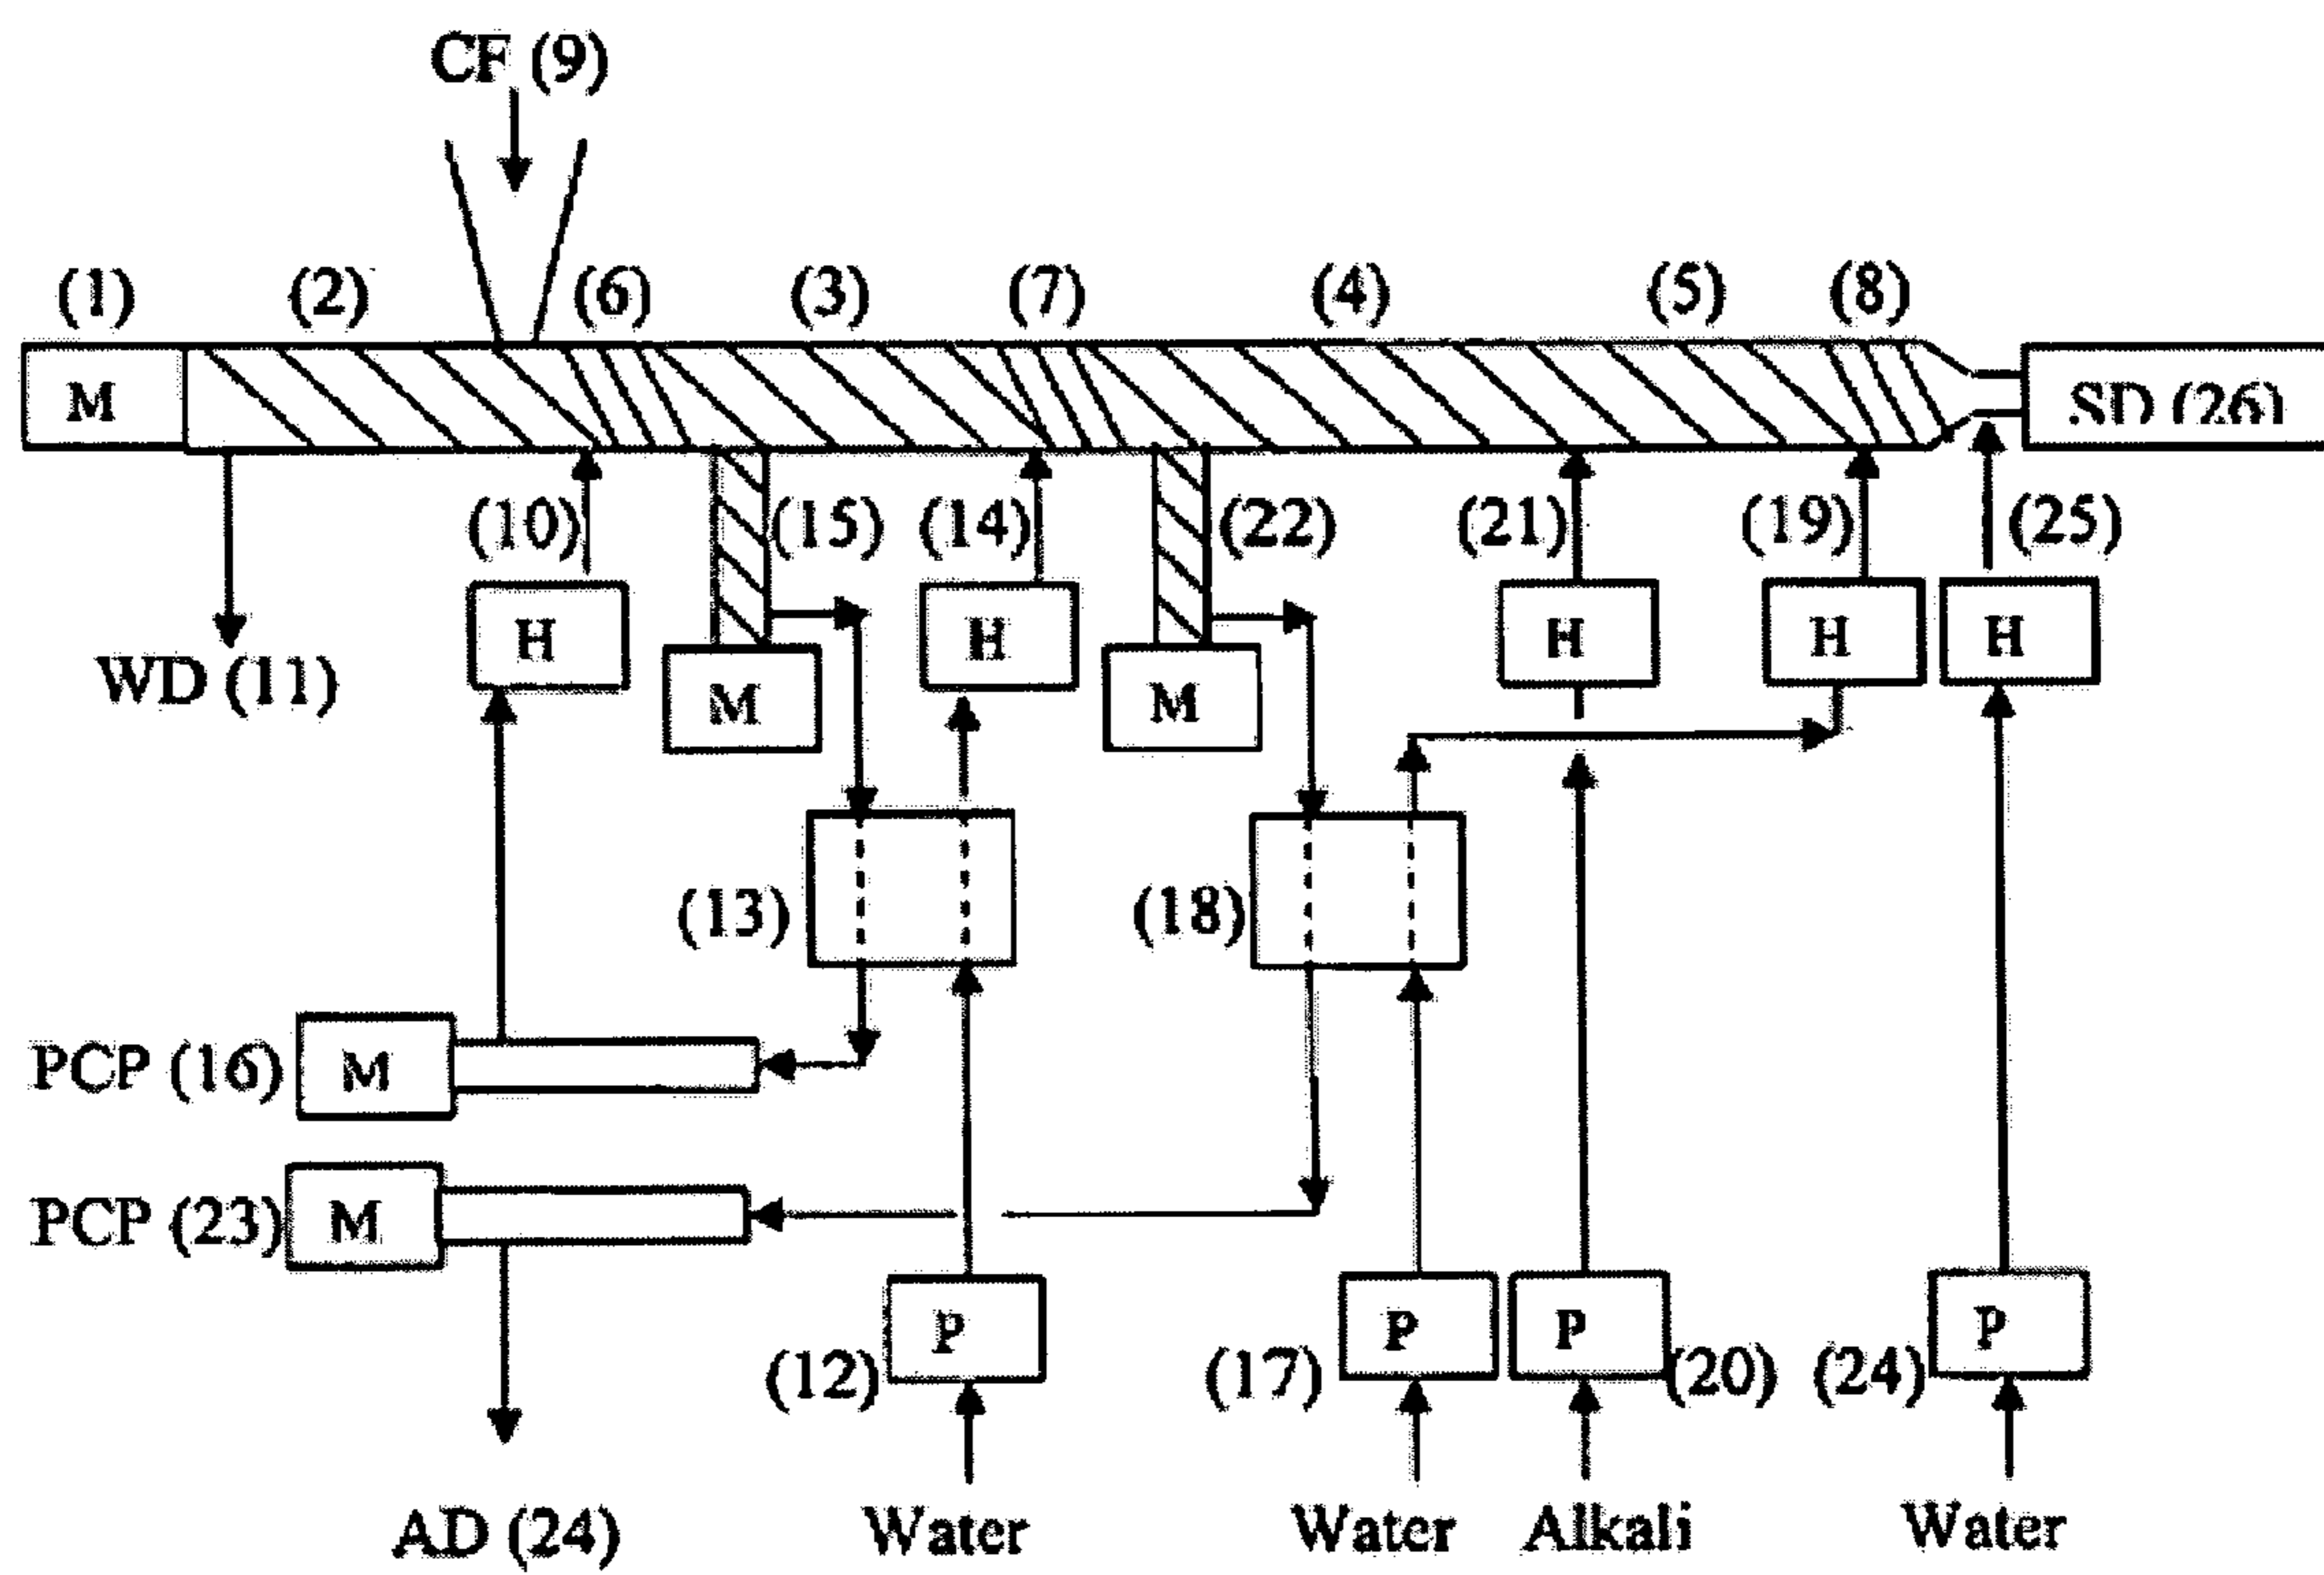 CF (9)
(1) (2) (6) (3) (7) (4) (5) (8)
M SD (26)
(10) (15) (14) (22) (21) (19) (25)
WD (11) H M H M H H H
(13) (18)
PCP (16) M
PCP (23) M
(12) P (17) P P (20) (24) P
AD (24) Water Water Alkali Water